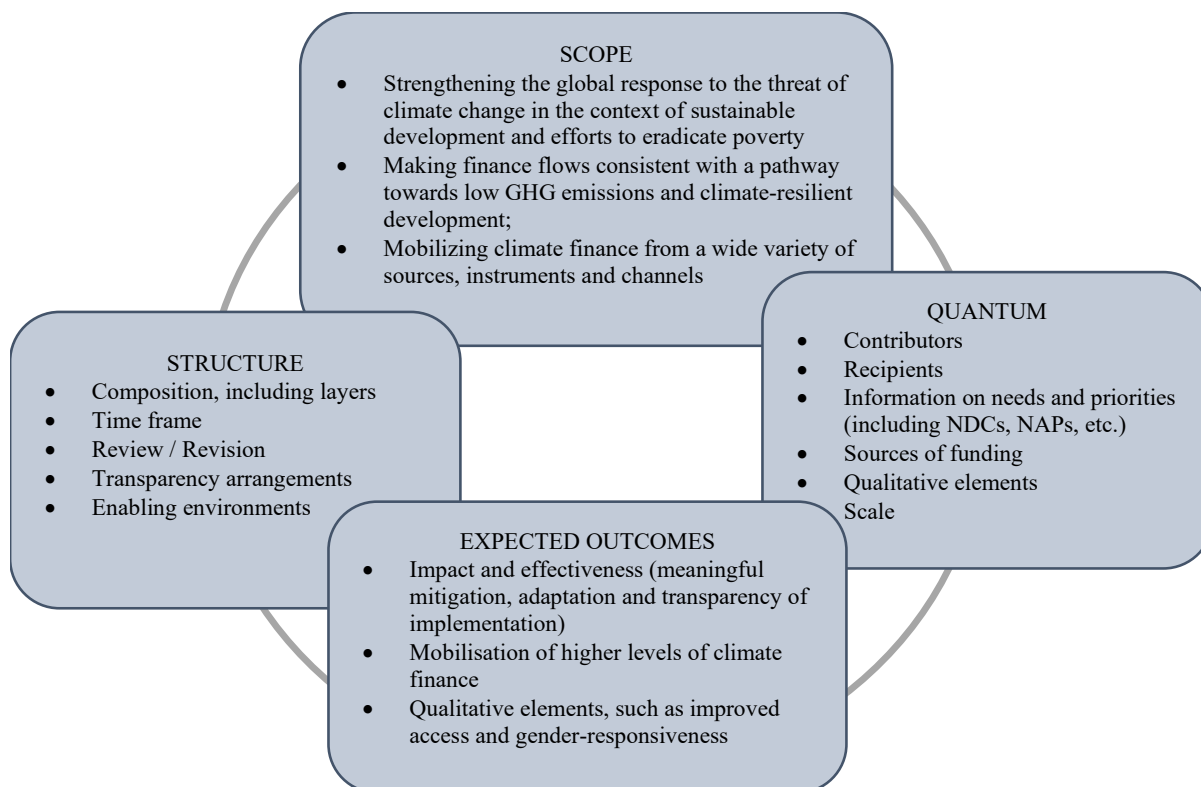 SCOPE
• Strengthening the global response to the threat of
climate change in the context of sustainable
development and efforts to eradicate poverty
• Making finance flows consistent with a pathway
towards low GHG emissions and climate-resilient
development;
• Mobilizing climate finance from a wide variety of
sources, instruments and channels
QUANTUM
• Contributors
• Recipients
• Information on needs and priorities
(including NDCs, NAPs, etc.)
• Sources of funding
• Qualitative elements
Scale
STRUCTURE
• Composition, including layers
• Time frame
• Review / Revision
• Transparency arrangements
• Enabling environments
EXPECTED OUTCOMES
• Impact and effectiveness (meaningful
mitigation, adaptation and transparency of
implementation)
• Mobilisation of higher levels of climate
finance
• Qualitative elements, such as improved
access and gender-responsiveness